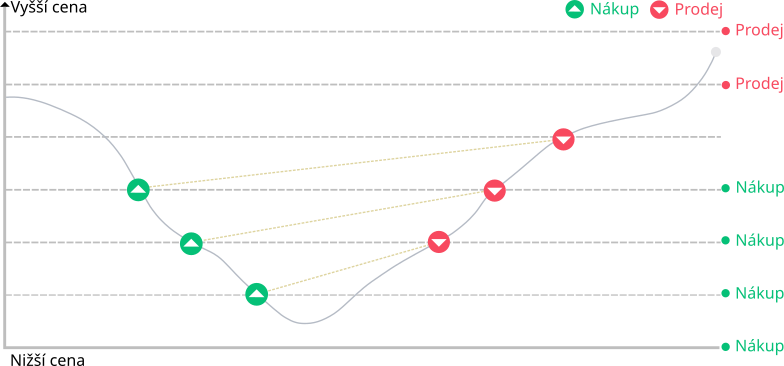 Vyšší cena
Nákup
Prodej
Prodej
Prodej
Nákup
Nákup
Nákup
Nákup
Nižší cena